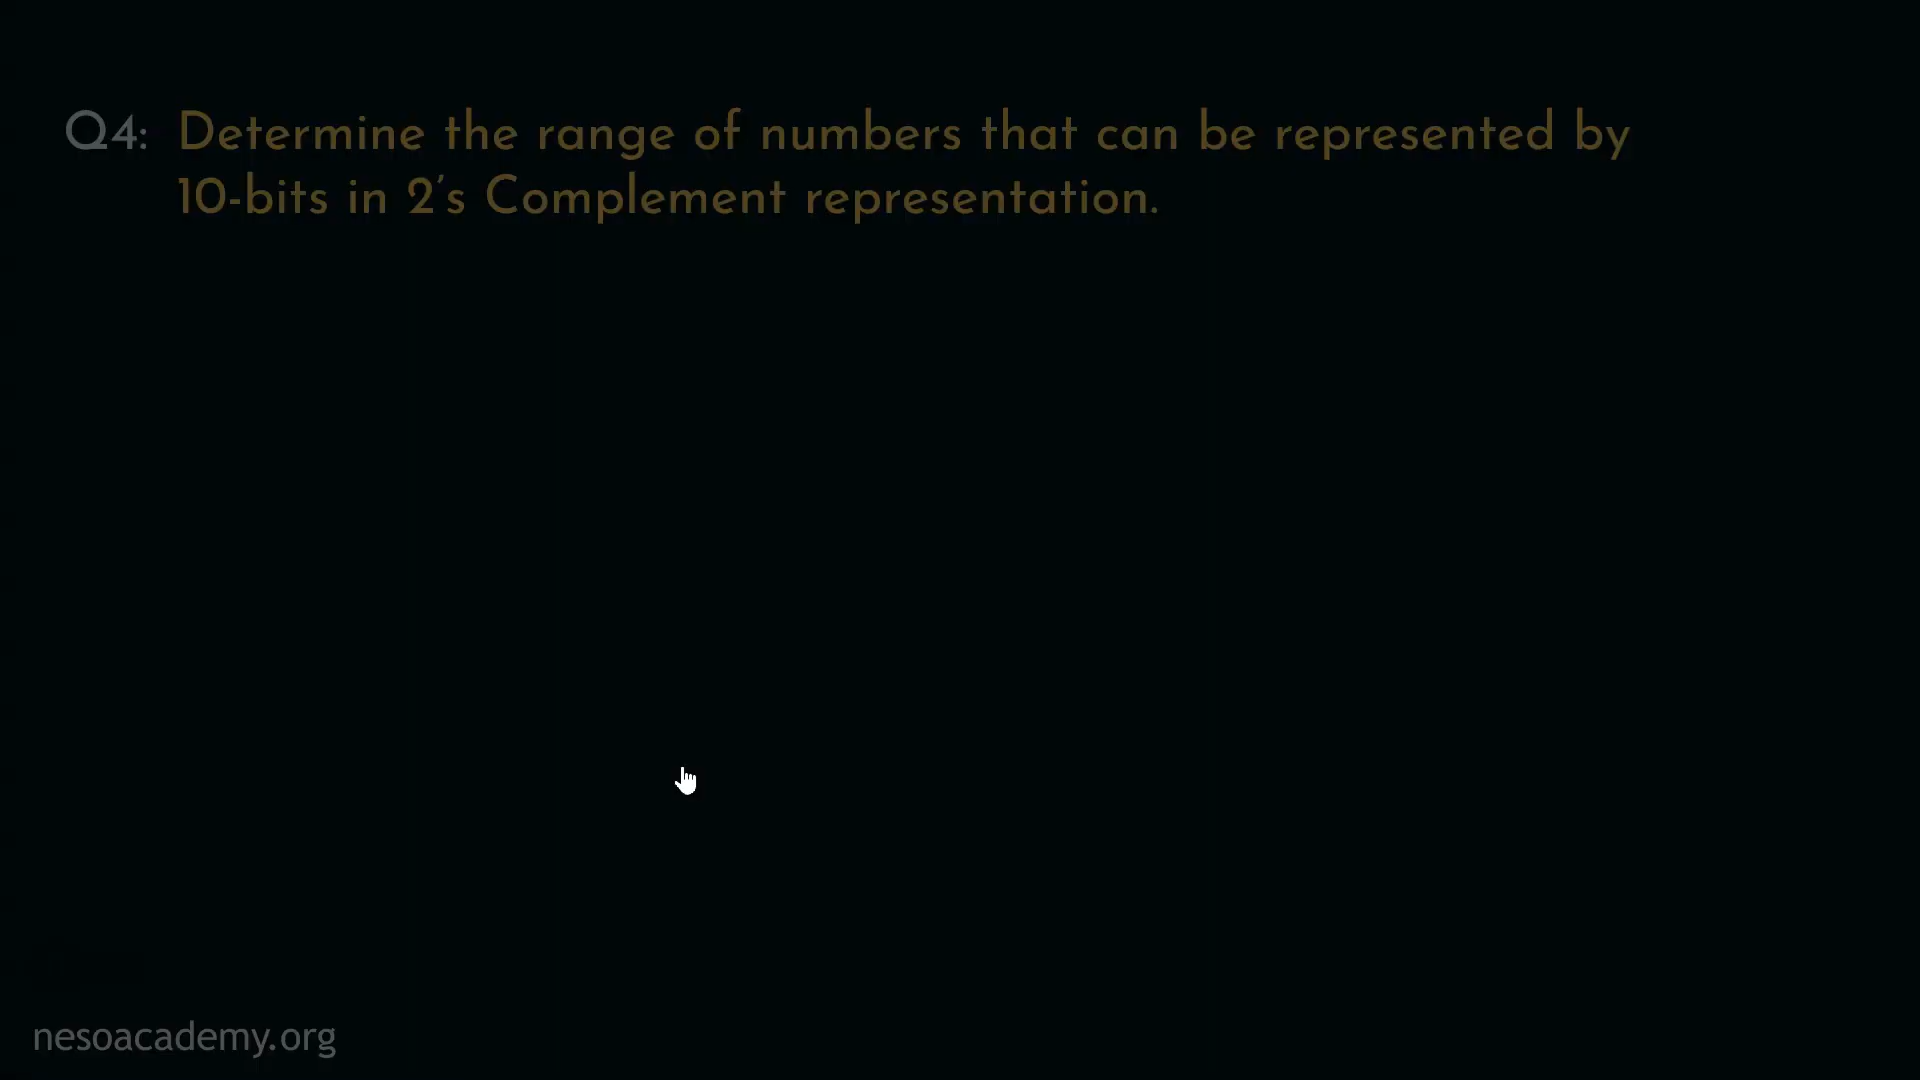 Q4: Determine the range of numbers that can be represented by
10-bits in 2's Complement representation.
nesoacademy.org